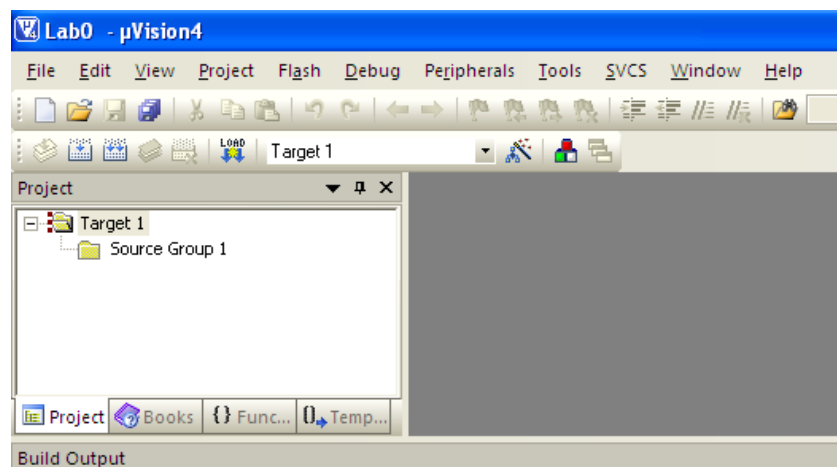 Lab0 - µVision4
File Edit View Project Flash Debug Peripherals Tools SVCS Window Help
LOAD Target 1
Project
Target 1
Source Group 1
Project Books {} Func... 0 Temp...
Build Output